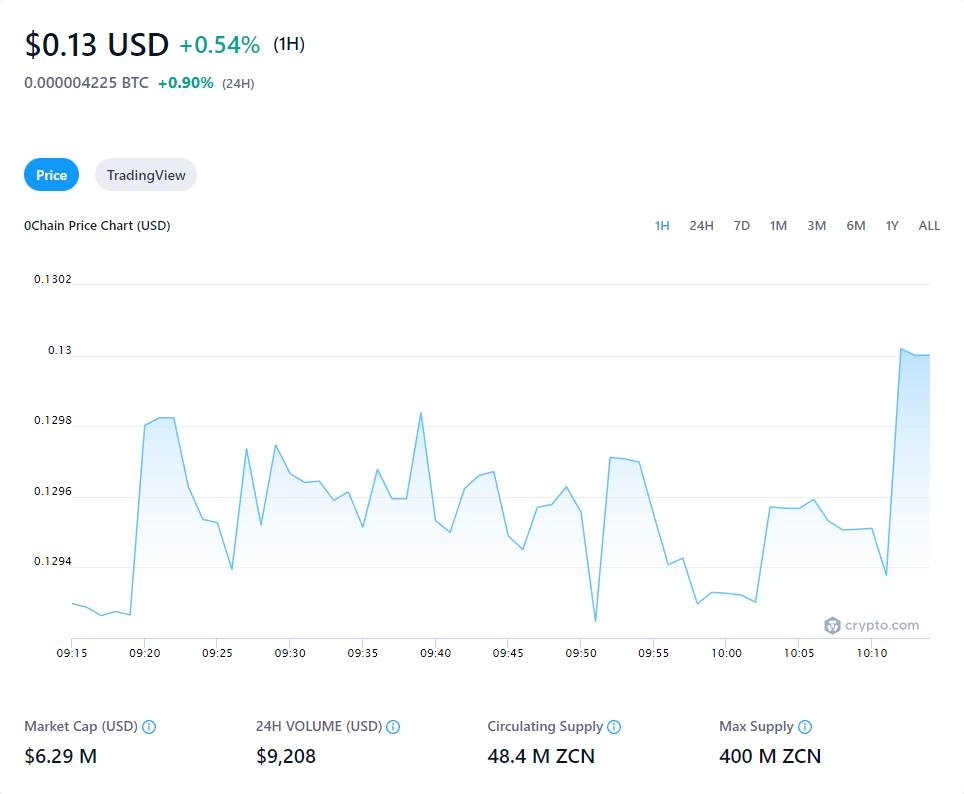 $0.13 USD +0.54% (1H)
0.000004225 BTC +0.90% (24H)
Price TradingView
0Chain Price Chart (USD) 1H 24H 7D 1M 3M 6M 1Y ALL
0.1302
0.13
0.1298
0.1296
0.1294
crypto.com
09:15 09:20 09:25 09:30 09:35 09:40 09:45 09:50 09:55 10:00 10:05 10:10
Market Cap (USD) 24H VOLUME (USD) Circulating Supply Max Supply
$6.29 M $9,208 48.4 M ZCN 400 M ZCN